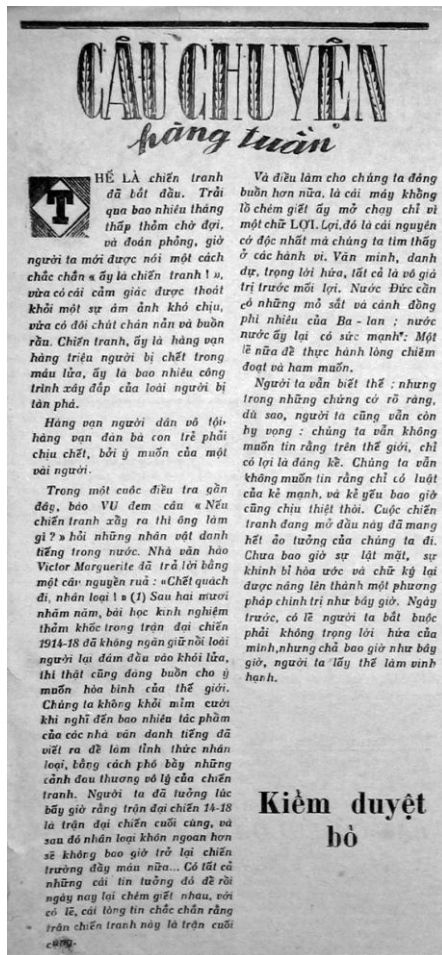 CÂU CHUYỆN
hàng tuần
THẾ LÀ chiến tranh
đã bắt đầu. Trải
qua bao nhiêu tháng
thấp thỏm chờ đợi,
và đoán phỏng, giờ
người ta mới được nói một cách
chắc chắn « ấy là chiến tranh ! »,
vừa có cái cảm giác được thoát
khỏi một sự ám ảnh khó chịu,
vừa có đôi chút chán nản và buồn
rầu. Chiến tranh, ấy là hàng vạn
hàng triệu người bị chết trong
máu lửa, ấy là bao nhiêu công
trình xây đắp của loài người bị
tàn phá.
Hàng vạn người dân vô tội,
hàng vạn đàn bà con trẻ phải
chịu chết, bởi ý muốn của một
vài người.
Trong một cuộc điều tra gần
đây, báo VU đem câu « Nếu
chiến tranh xẩy ra thì ông làm
gì ? » hỏi những nhân vật danh
tiếng trong nước. Nhà văn hào
Victor Marguerite đã trả lời bằng
một câu nguyền rủa : «Chết quách
đi, nhân loại ! » (1) Sau hai mươi
nhăm năm, bài học kinh nghiệm
thảm khốc trong trận đại chiến
1914-18 đã không ngăn giữ nổi loài
người lại đâm đầu vào khói lửa,
thì thật cũng đáng buồn cho ý
muốn hòa bình của thế giới.
Chúng ta không khỏi mỉm cười
khi nghĩ đến bao nhiêu tác phẩm
của các nhà văn danh tiếng đã
viết ra để làm tỉnh thức nhân
loại, bằng cách phô bầy những
cảnh đau thương vô lý của chiến
tranh. Người ta đã tưởng lúc
bấy giờ rằng trận đại chiến 14-18
là trận đại chiến cuối cùng, và
sau đó nhân loại khôn ngoan hơn
sẽ không bao giờ trở lại chiến
trường đầy máu nữa... Có tất cả
những cái tin tưởng đó để rồi
ngày nay lại chém giết nhau, với
có lẽ, cái lòng tin chắc chắn rằng
trận chiến tranh này là trận cuối
cùng.
Và điều làm cho chúng ta đáng
buồn hơn nữa, là cái máy khổng
lồ chém giết ấy mở chạy chỉ vì
một chữ LỢI. Lợi, đó là cái nguyên
cớ độc nhất mà chúng ta tìm thấy
ở các hành vi. Văn minh, danh
dự, trọng lời hứa, tất cả là vô giá
trị trước mối lợi. Nước Đức cần
có những mỏ sắt và cánh đồng
phì nhiêu của Ba-lan ; nước
nước ấy lại có sức mạnh: Một
lẽ nữa để thực hành lòng chiếm
đoạt và ham muốn.
Người ta vẫn biết thế ; nhưng
trong những chứng cớ rõ ràng,
dù sao, người ta cũng vẫn còn
hy vọng : chúng ta vẫn không
muốn tin rằng trên thế giới, chỉ
có lợi là đáng kể. Chúng ta vẫn
không muốn tin rằng chỉ có luật
của kẻ mạnh, và kẻ yếu bao giờ
cũng chịu thiệt thòi. Cuộc chiến
tranh đang mở đầu này đã mang
hết ảo tưởng của chúng ta đi.
Chưa bao giờ sự lật mặt, sự
khinh bỉ hòa ước và chữ ký lại
được nâng lên thành một phương
pháp chính trị như bây giờ. Ngày
trước, có lẽ người ta bắt buộc
phải không trọng lời hứa của
mình, nhưng chả bao giờ như bây
giờ, người ta lấy thế làm vinh
hạnh.
Kiểm duyệt
bỏ